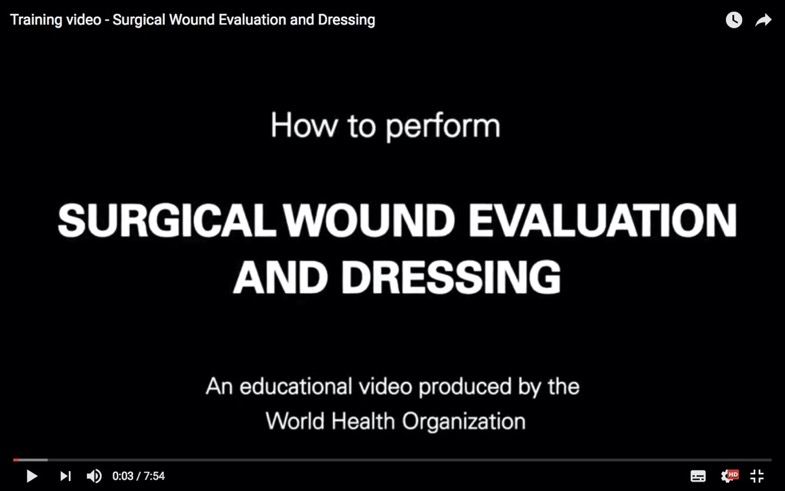 Training video - Surgical Wound Evaluation and Dressing
How to perform
SURGICAL WOUND EVALUATION
AND DRESSING
An educational video produced by the
World Health Organization
0:03 / 7:54
HD